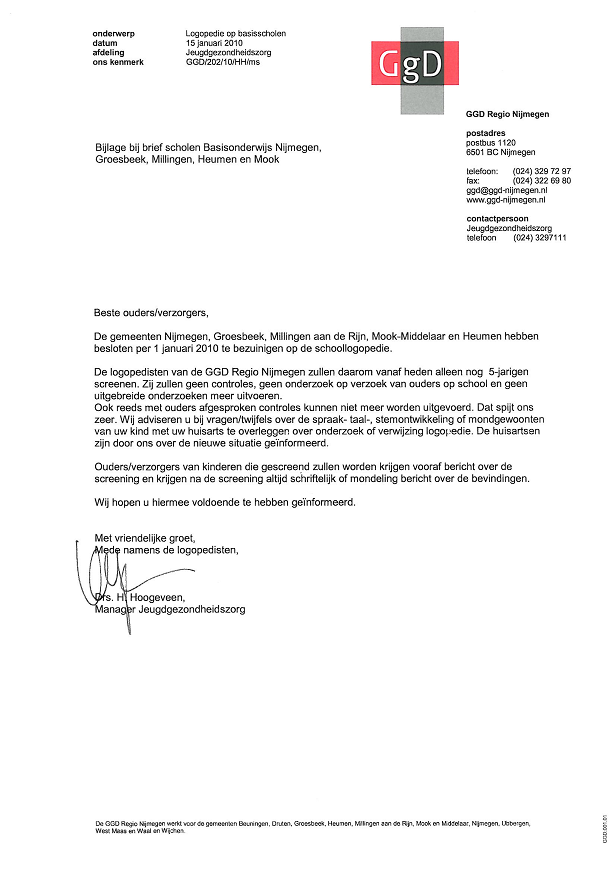 onderwerp Logopedie op basisscholen
datum 15 januari 2010
afdeling Jeugdgezondheidszorg
ons kenmerk GGD/202/10/HH/ms
GgD
GGD Regio Nijmegen
postadres
postbus 1120
6501 BC Nijmegen
telefoon: (024) 329 72 97
fax: (024) 322 69 80
ggd@ggd-nijmegen.nl
www.ggd-nijmegen.nl
contactpersoon
Jeugdgezondheidszorg
telefoon (024) 3297111
Bijlage bij brief scholen Basisonderwijs Nijmegen,
Groesbeek, Millingen, Heumen en Mook
Beste ouders/verzorgers,
De gemeenten Nijmegen, Groesbeek, Millingen aan de Rijn, Mook-Middelaar en Heumen hebben
besloten per 1 januari 2010 te bezuinigen op de schoollogopedie.
De logopedisten van de GGD Regio Nijmegen zullen daarom vanaf heden alleen nog 5-jarigen
screenen. Zij zullen geen controles, geen onderzoek op verzoek van ouders op school en geen
uitgebreide onderzoeken meer uitvoeren.
Ook reeds met ouders afgesproken controles kunnen niet meer worden uitgevoerd. Dat spijt ons
zeer. Wij adviseren u bij vragen/twijfels over de spraak- taal-, stemontwikkeling of mondgewoonten
van uw kind met uw huisarts te overleggen over onderzoek of verwijzing logopedie. De huisartsen
zijn door ons over de nieuwe situatie geïnformeerd.
Ouders/verzorgers van kinderen die gescreend zullen worden krijgen vooraf bericht over de
screening en krijgen na de screening altijd schriftelijk of mondeling bericht over de bevindingen.
Wij hopen u hiermee voldoende te hebben geïnformeerd.
Met vriendelijke groet,
Mede namens de logopedisten,
Drs. H. Hoogeveen,
Manager Jeugdgezondheidszorg
De GGD Regio Nijmegen werkt voor de gemeenten Beuningen, Druten, Groesbeek, Heumen, Millingen aan de Rijn, Mook en Middelaar, Nijmegen, Ubbergen,
West Maas en Waal en Wijchen.
GGD.001.01